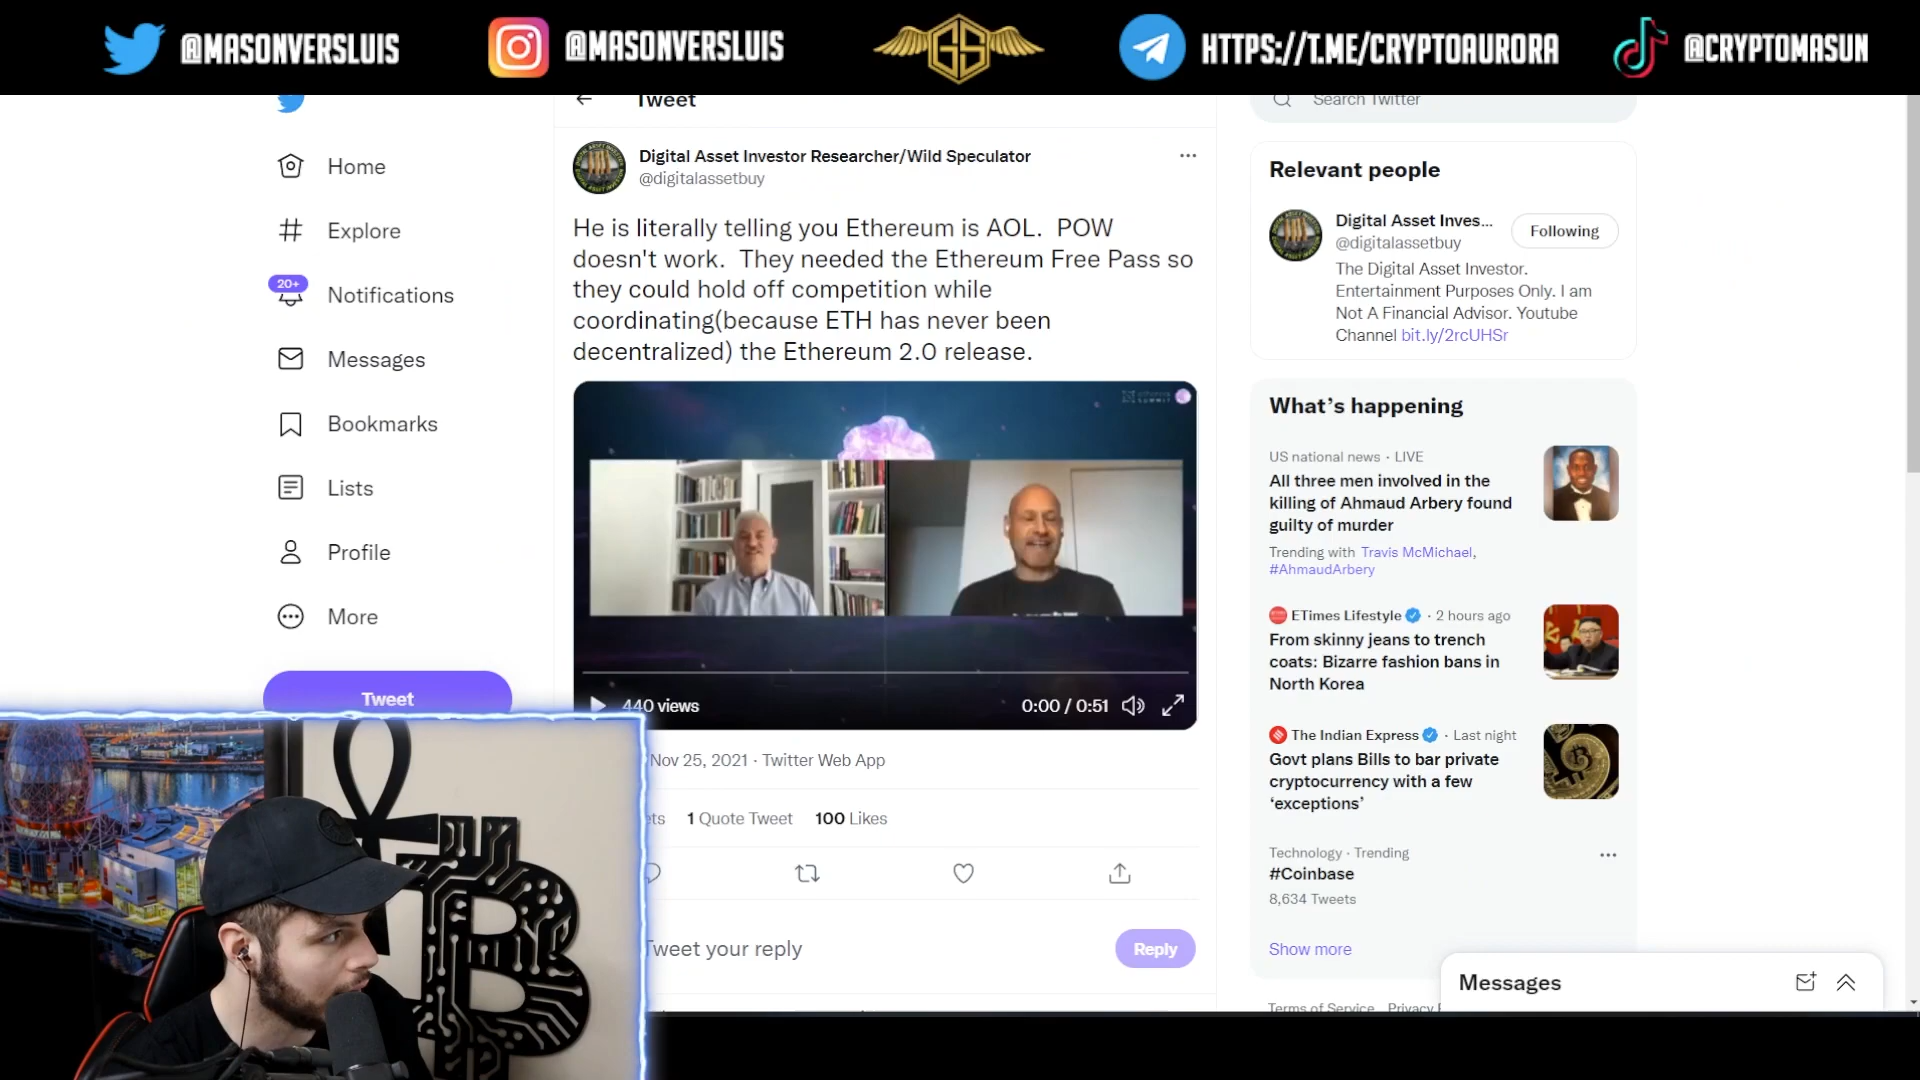 @MASONVERSLUIS
@MASONVERSLUIS
GS
HTTPS://T.ME/CRYPTOAURORA
@CRYPTOMASUN
Tweet
Search Twitter
Home
Explore
20+
Notifications
Messages
Bookmarks
Lists
Profile
More
Tweet
Digital Asset Investor Researcher/Wild Speculator
@digitalassetbuy
He is literally telling you Ethereum is AOL. POW
doesn't work. They needed the Ethereum Free Pass so
they could hold off competition while
coordinating(because ETH has never been
decentralized) the Ethereum 2.0 release.
SUMMIT
440 views
0:00 / 0:51
Nov 25, 2021 · Twitter Web App
1 Quote Tweet 100 Likes
Tweet your reply
Reply
Relevant people
Digital Asset Inves...
@digitalassetbuy
Following
The Digital Asset Investor.
Entertainment Purposes Only. I am
Not A Financial Advisor. Youtube
Channel bit.ly/2rcUHSr
What's happening
US national news · LIVE
All three men involved in the
killing of Ahmaud Arbery found
guilty of murder
Trending with Travis McMichael,
#AhmaudArbery
ETimes Lifestyle · 2 hours ago
From skinny jeans to trench
coats: Bizarre fashion bans in
North Korea
The Indian Express · Last night
Govt plans Bills to bar private
cryptocurrency with a few
‘exceptions’
Technology · Trending
#Coinbase
8,634 Tweets
Show more
Terms of Service Privacy
Messages